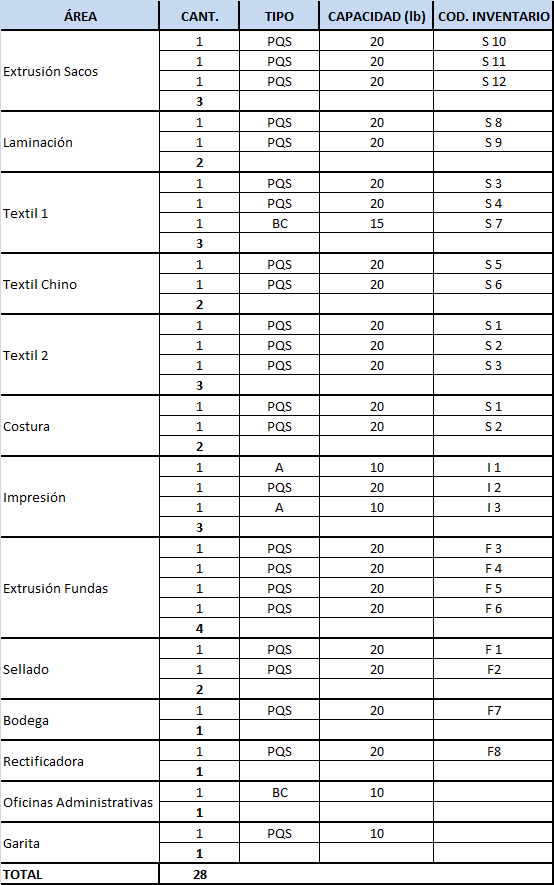 ÁREA CANT. TIPO CAPACIDAD (lb) COD. INVENTARIO
Extrusión Sacos
1 PQS 20 S 10
1 PQS 20 S 11
1 PQS 20 S 12
3
Laminación
1 PQS 20 S 8
1 PQS 20 S 9
2
Textil 1
1 PQS 20 S 3
1 PQS 20 S 4
1 BC 15 S 7
3
Textil Chino
1 PQS 20 S 5
1 PQS 20 S 6
2
Textil 2
1 PQS 20 S 1
1 PQS 20 S 2
1 PQS 20 S 3
3
Costura
1 PQS 20 S 1
1 PQS 20 S 2
2
Impresión
1 A 10 I 1
1 PQS 20 I 2
1 A 10 I 3
3
Extrusión Fundas
1 PQS 20 F 3
1 PQS 20 F 4
1 PQS 20 F 5
1 PQS 20 F 6
4
Sellado
1 PQS 20 F 1
1 PQS 20 F2
2
Bodega
1 PQS 20 F7
1
Rectificadora
1 PQS 20 F8
1
Oficinas Administrativas
1 BC 10
1
Garita
1 PQS 10
1
TOTAL 28